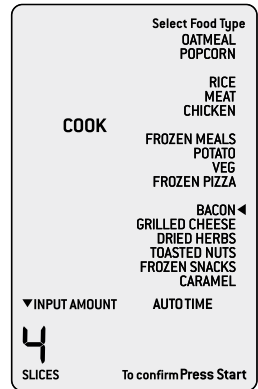 Select Food Type
OATMEAL
POPCORN
RICE
MEAT
CHICKEN
COOK
FROZEN MEALS
POTATO
VEG
FROZEN PIZZA
BACON◀
GRILLED CHEESE
DRIED HERBS
TOASTED NUTS
FROZEN SNACKS
CARAMEL
▼INPUT AMOUNT AUTO TIME
4
SLICES To confirm Press Start